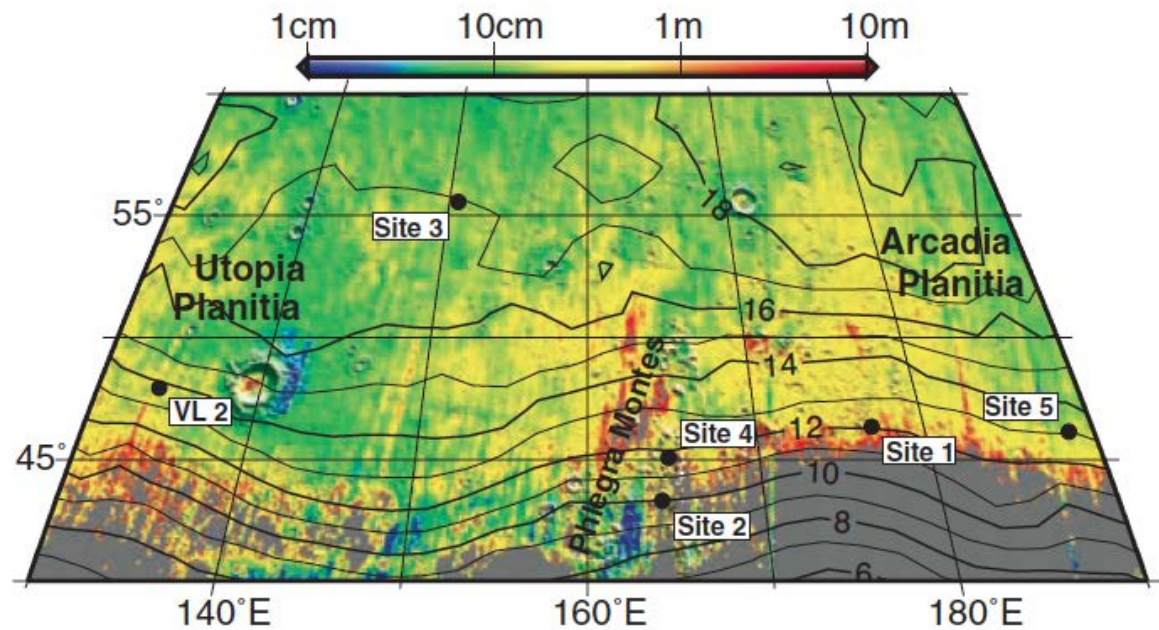 1cm 10cm 1m 10m
18
55° Site 3
Arcadia
Planitia
Utopia
Planitia
16
14
Phlegra Montes
VL 2
Site 5
Site 4
12
Site 1
45°
10
Site 2
8
6
140°E 160°E 180°E